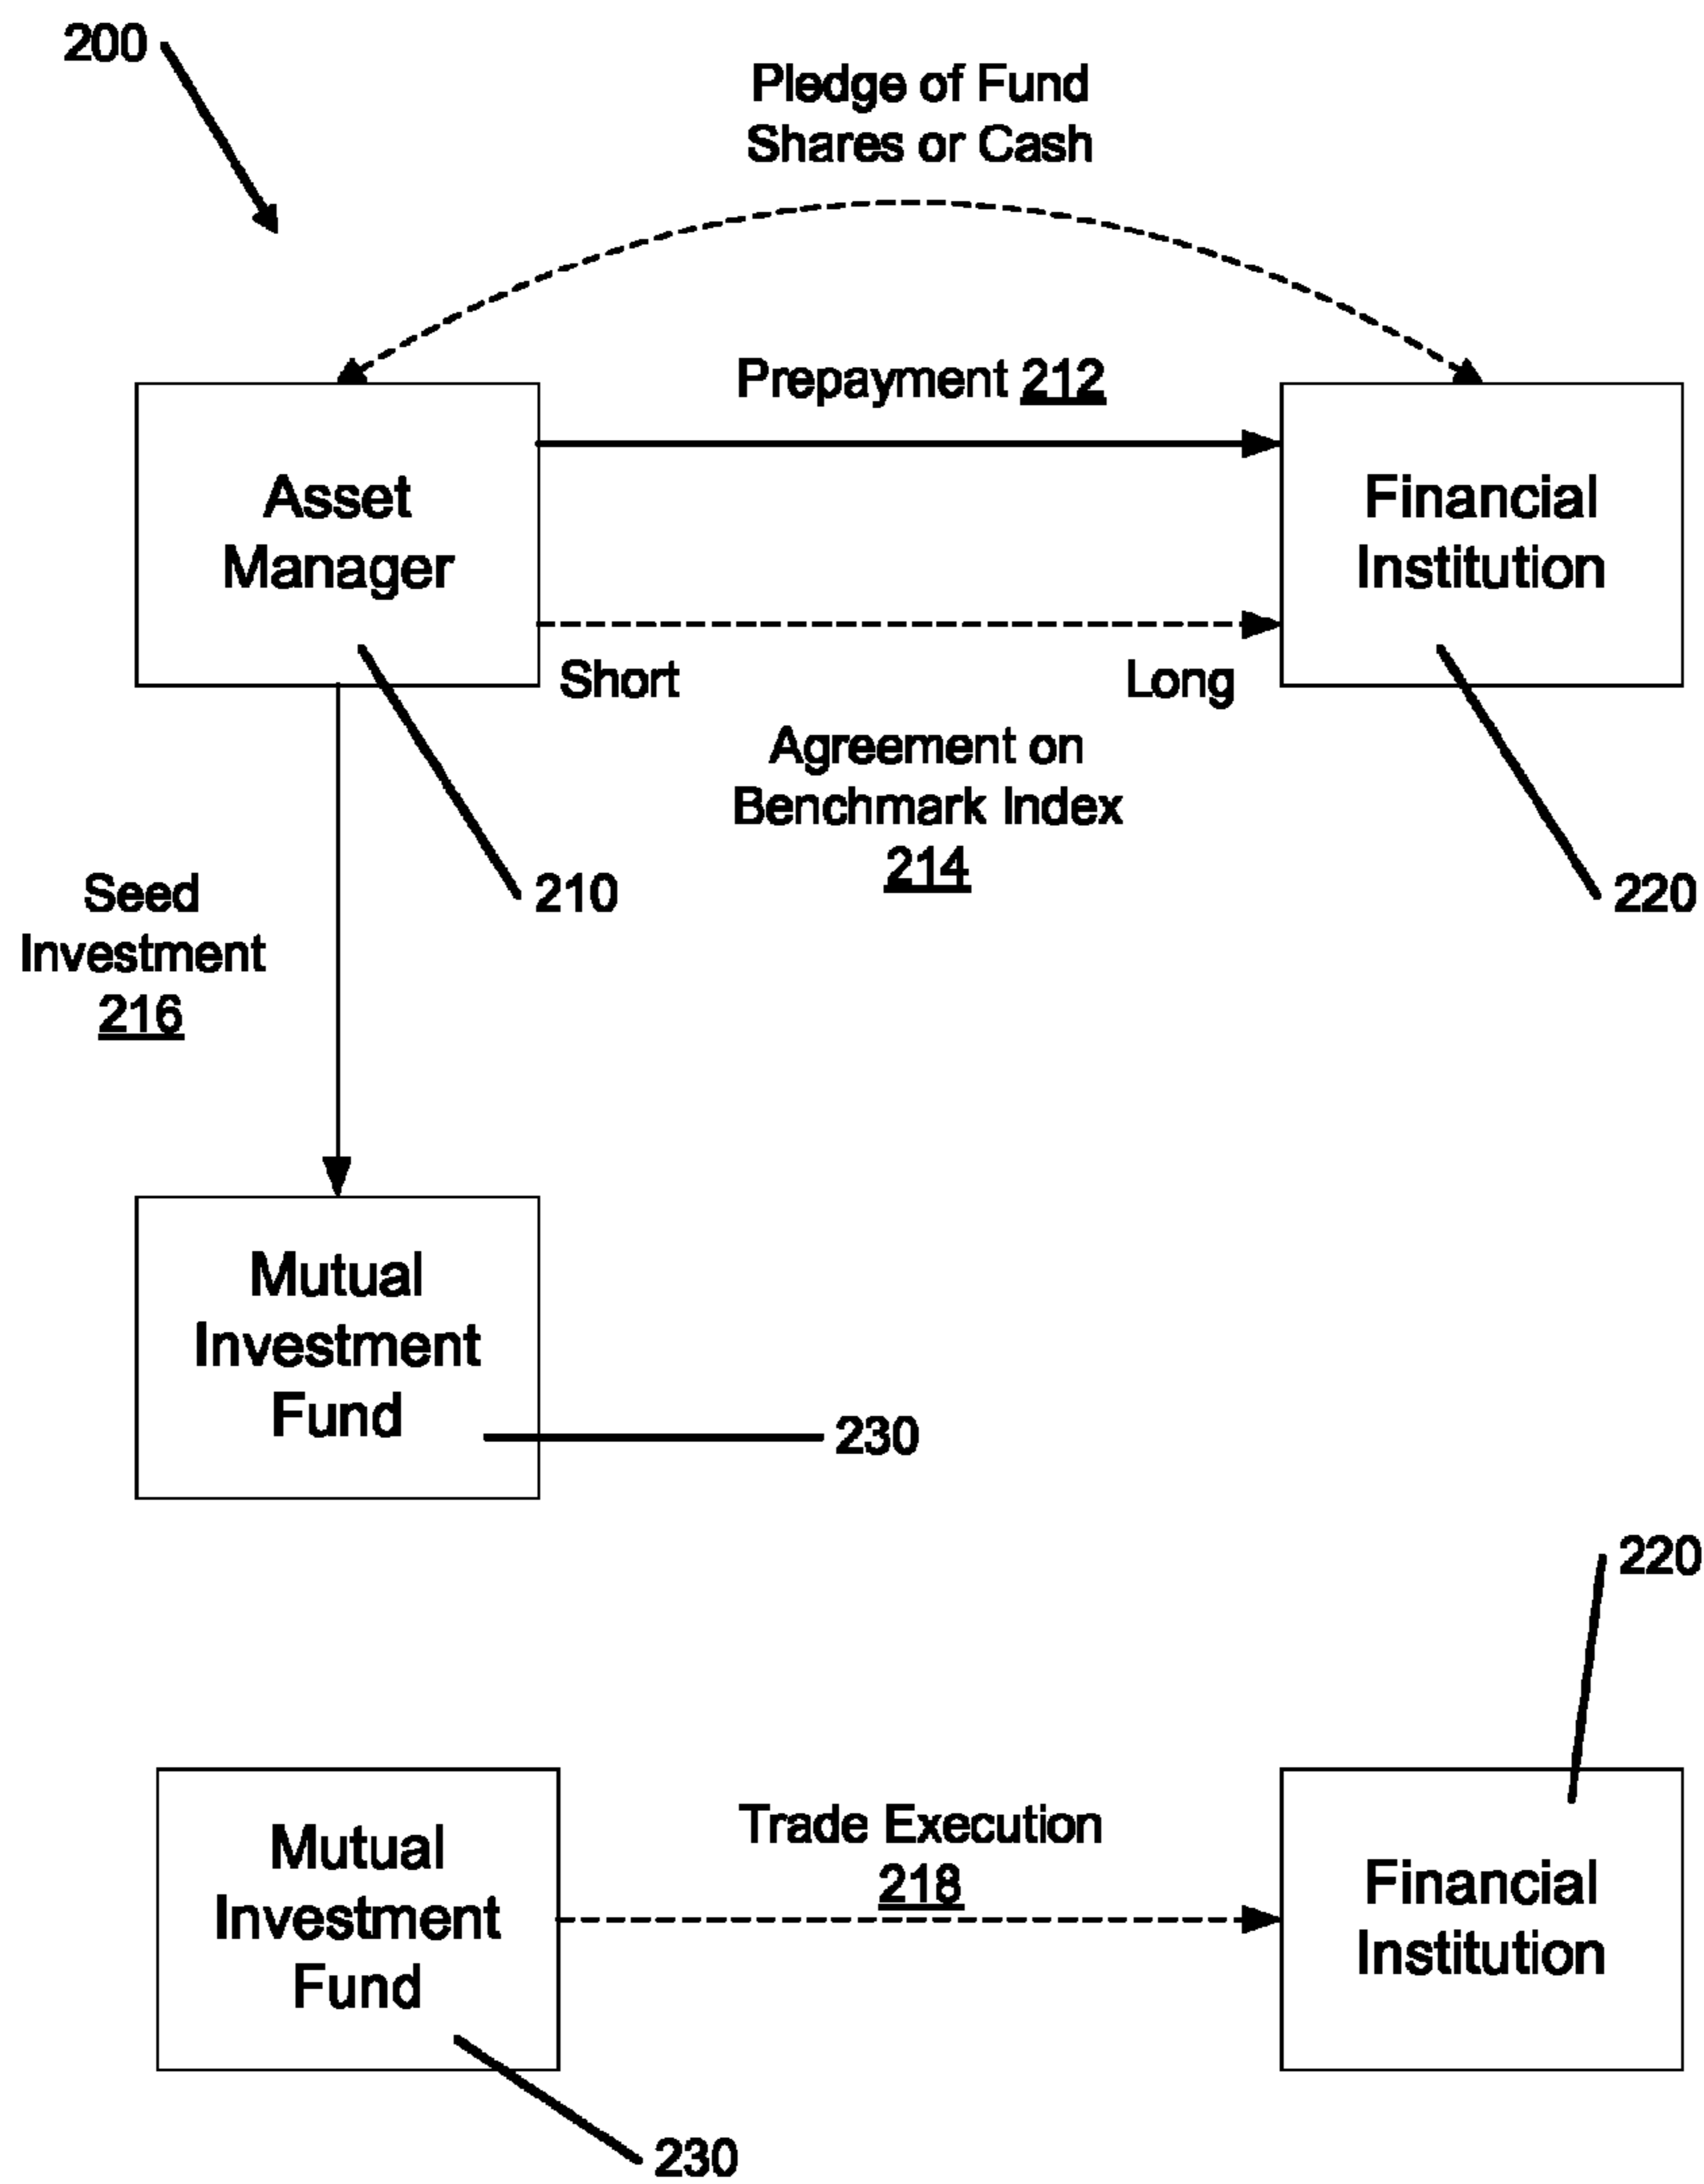 200
Pledge of Fund
Shares or Cash
Prepayment 212
Asset
Manager
Financial
Institution
Short
Long
Agreement on
Benchmark Index
214
210
220
Seed
Investment
216
Mutual
Investment
Fund
230
220
Mutual
Investment
Fund
Trade Execution
218
Financial
Institution
230